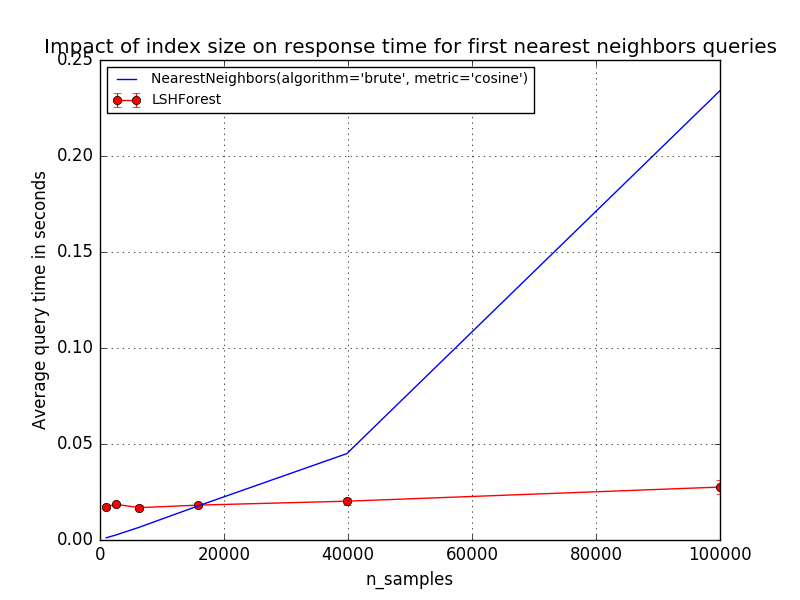 Impact of index size on response time for first nearest neighbors queries
NearestNeighbors(algorithm='brute', metric='cosine')
LSHForest
Average query time in seconds
0.25
0.20
0.15
0.10
0.05
0.00
0 20000 40000 60000 80000 100000
n_samples